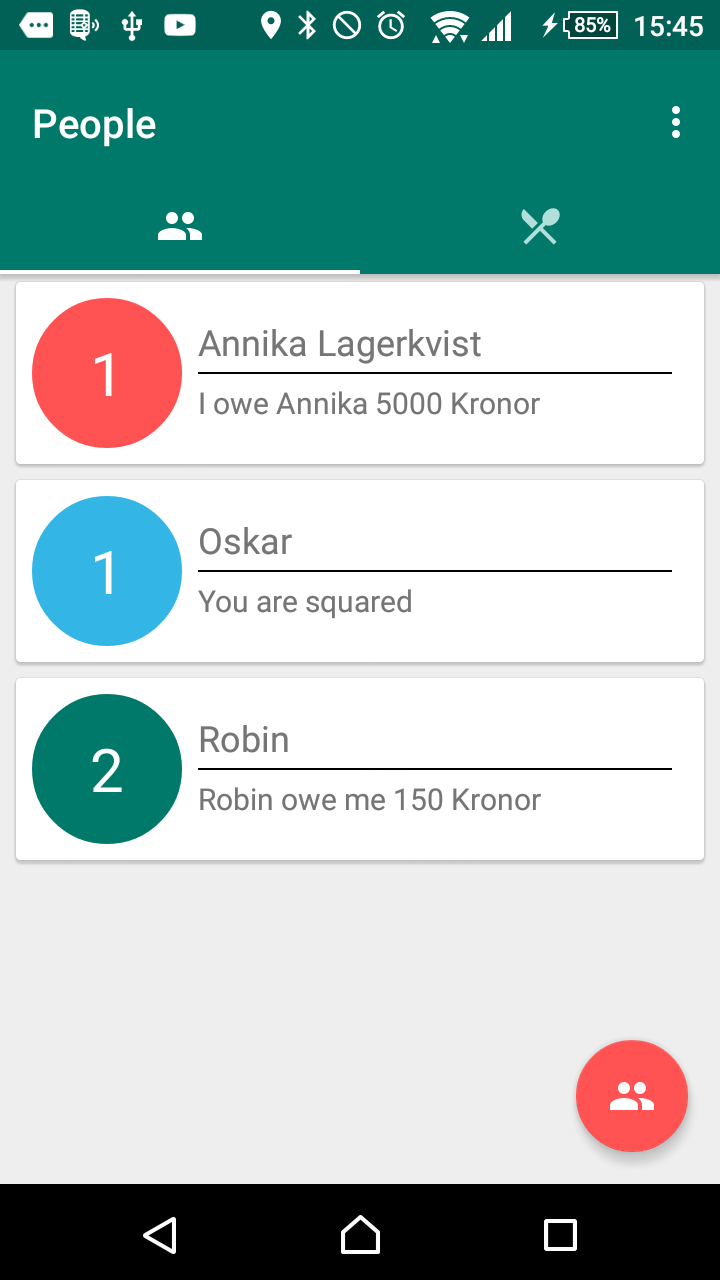 85% 15:45
People
1 Annika Lagerkvist
I owe Annika 5000 Kronor
1 Oskar
You are squared
2 Robin
Robin owe me 150 Kronor